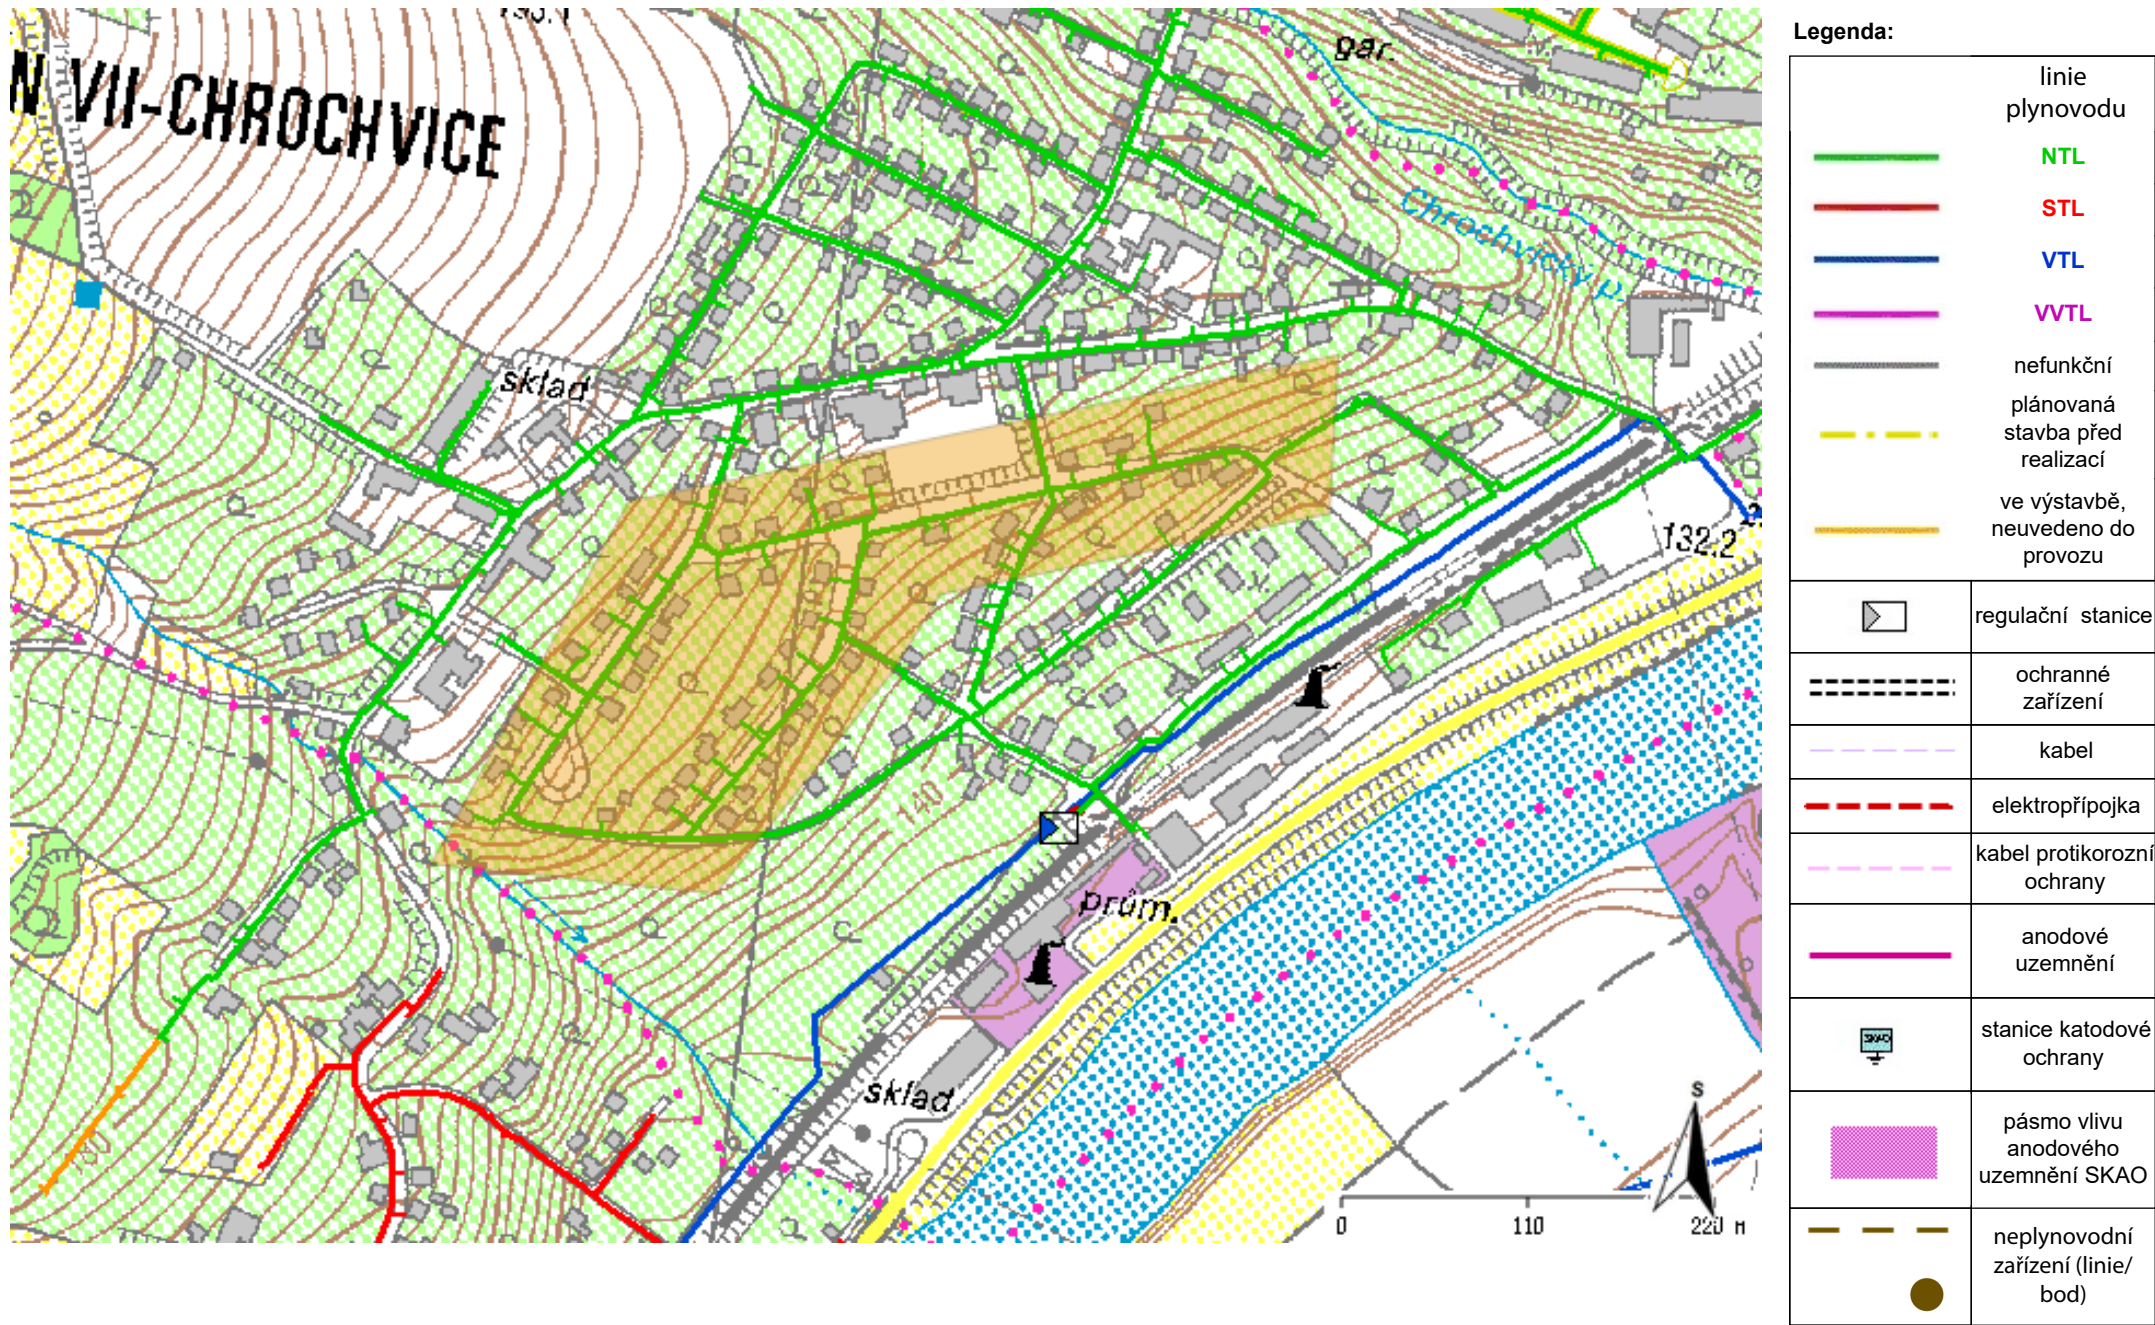 N VII-CHROCHVICE
gar.
Chrochvický p.
sklad
132.2
140
prům.
sklad
S
0 110 220 M
Legenda:
linie
plynovodu
NTL
STL
VTL
VVTL
nefunkční
plánovaná
stavba před
realizací
ve výstavbě,
neuvedeno do
provozu
regulační stanice
ochranné
zařízení
kabel
elektropřípojka
kabel protikorozní
ochrany
anodové
uzemnění
SKAO
stanice katodové
ochrany
pásmo vlivu
anodového
uzemnění SKAO
neplynovodní
zařízení (linie/
bod)